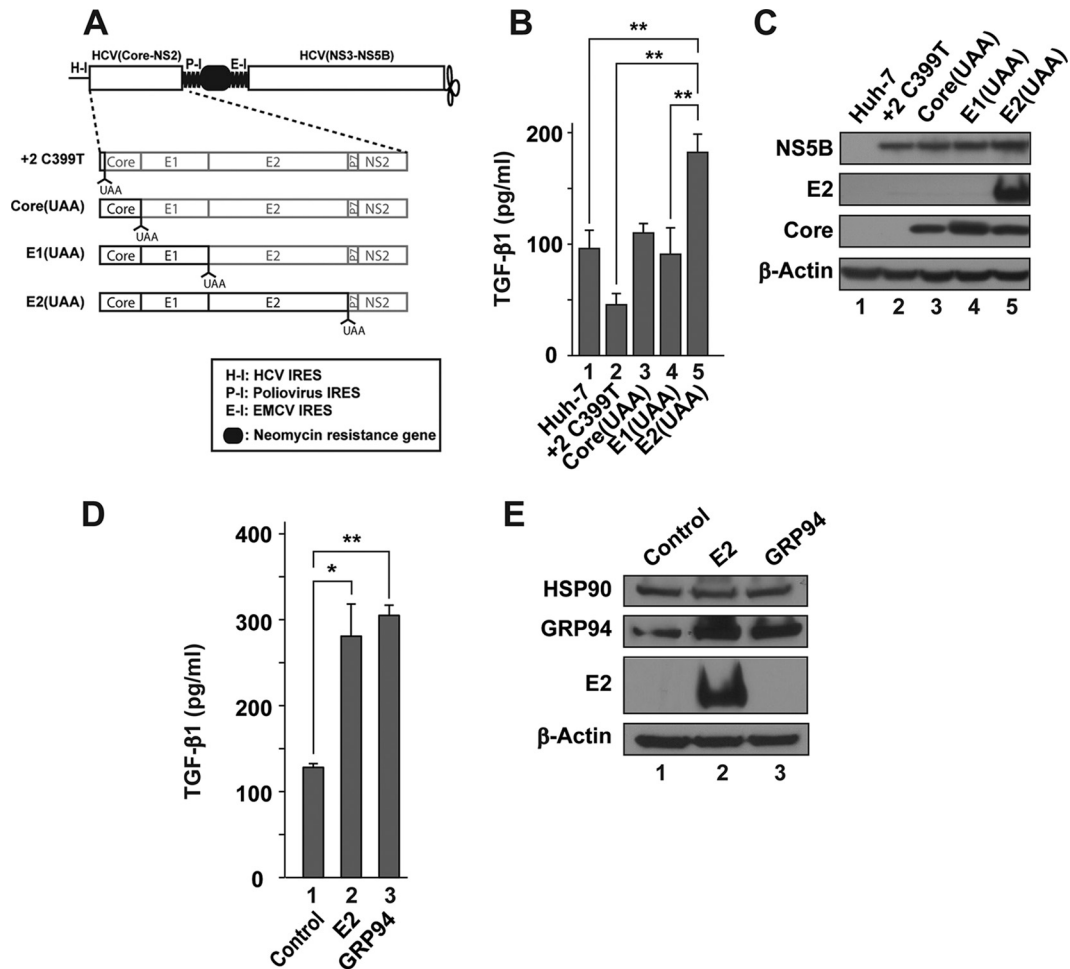 A
HCV(Core-NS2)
P-I
E-I
HCV(NS3-NS5B)
H-I
+2 C399T
Core
E1
E2
P7
NS2
UAA
Core(UAA)
Core
E1
E2
P7
NS2
UAA
E1(UAA)
Core
E1
E2
P7
NS2
UAA
E2(UAA)
Core
E1
E2
P7
NS2
UAA
H-I: HCV IRES
P-I: Poliovirus IRES
E-I: EMCV IRES
: Neomycin resistance gene
B
**
**
**
TGF-β1 (pg/ml)
200
100
0
1 2 3 4 5
Huh-7
+2 C399T
Core(UAA)
E1(UAA)
E2(UAA)
C
Huh-7
+2 C399T
Core(UAA)
E1(UAA)
E2(UAA)
NS5B
E2
Core
β-Actin
1 2 3 4 5
D
TGF-β1 (pg/ml)
400
300
200
100
0
**
*
1 2 3
Control
E2
GRP94
E
Control
E2
GRP94
HSP90
GRP94
E2
β-Actin
1 2 3